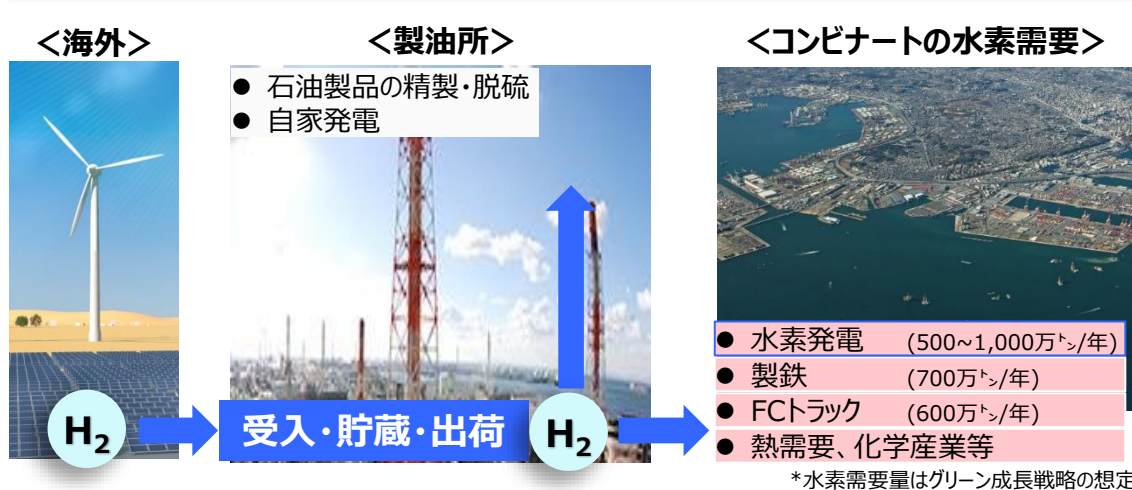 <海外>
<製油所>
<コンビナートの水素需要>
● 石油製品の精製・脱硫
● 自家発電
● 水素発電 (500~1,000万㌧/年)
● 製鉄 (700万㌧/年)
● FCトラック (600万㌧/年)
● 熱需要、化学産業等
H₂
受入・貯蔵・出荷
H₂
*水素需要量はグリーン成長戦略の想定